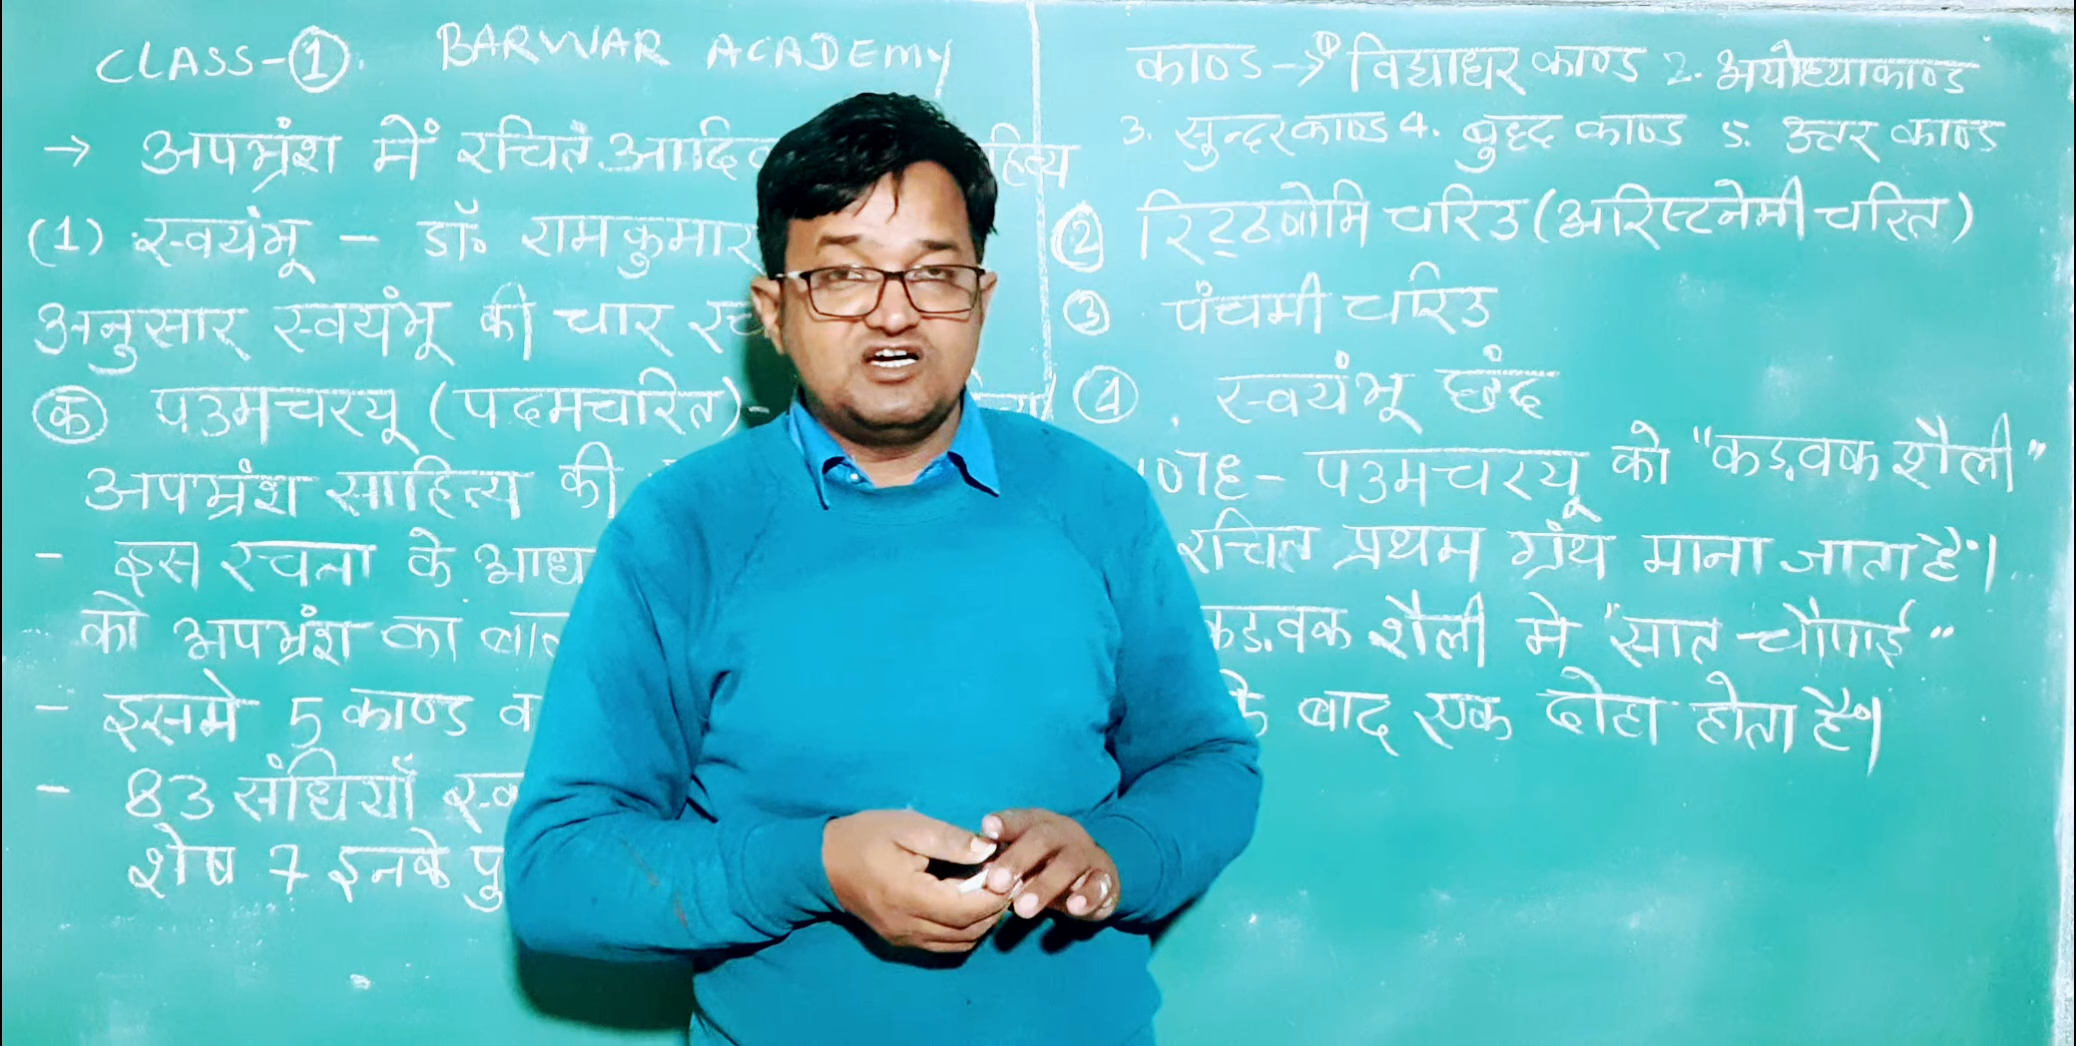 CLASS-① BARWAR ACADEMY
→ अपभ्रंश में रचित आदि
(1) स्वयंभू - डॉ० रामकुमार
अनुसार स्वयंभू की चार
(क) पउमचरयू (पदमचरित)-
अपभ्रंश साहित्य की
- इस रचना के
को अपभ्रंश का
- इसमे 5 काण्ड
- 83 संधियाँ
शेष 7 इनके
काण्ड → ① विद्याधर काण्ड 2. अयोध्याकाण्ड
3. सुन्दरकाण्ड 4. बुद्द काण्ड 5. उत्तर काण्ड
② रिट्ठणेमि चरिउ (अरिष्टनेमी चरित)
③ पंचमी चरिउ
④ स्वयंभू छंद
पउमचरयू को "कड़वक शैली"
रचित प्रथम ग्रंथ माना जाता है।
कड़वक शैली मे "सात चौपाई"
के बाद एक दोहा होता है।